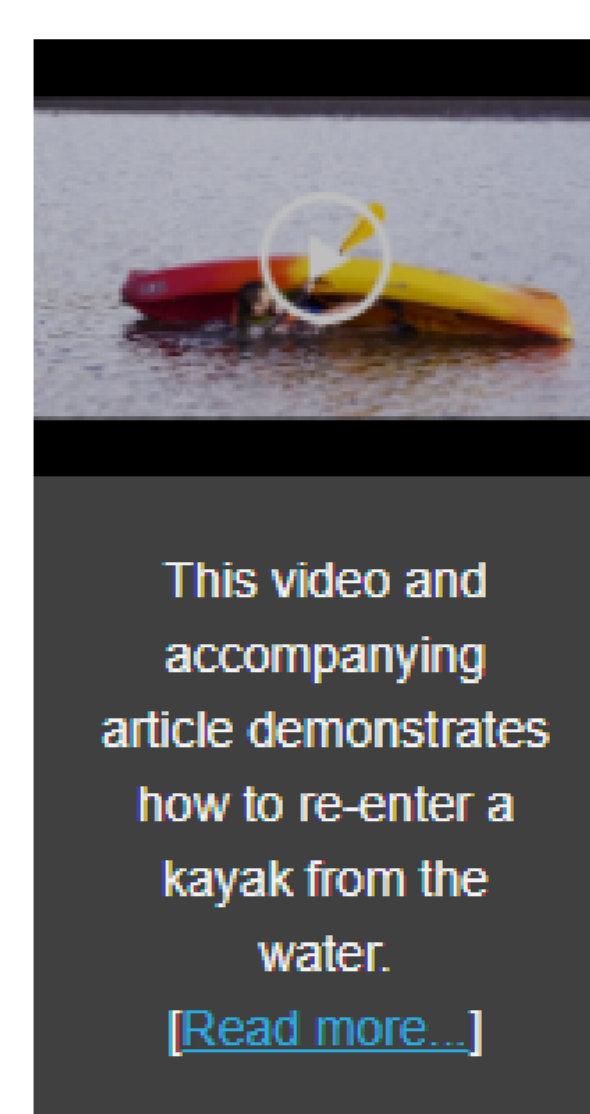 This video and
accompanying
article demonstrates
how to re-enter a
kayak from the
water.
[Read more...]